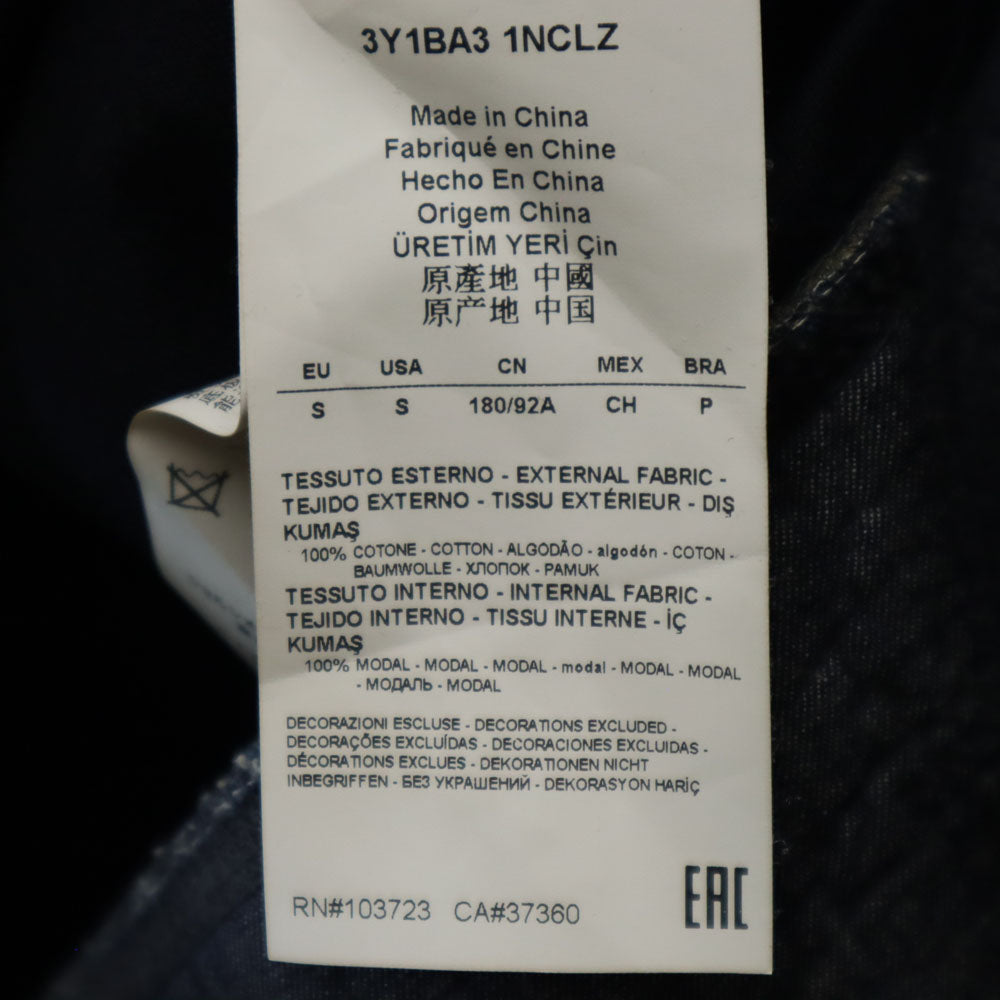 3Y1BA3 1NCLZ
Made in China
Fabriqué en Chine
Hecho En China
Origem China
ÜRETİM YERİ Çin
原產地 中國
原产地 中国
EU USA CN MEX BRA
S S 180/92A CH P
TESSUTO ESTERNO - EXTERNAL FABRIC -
TEJIDO EXTERNO - TISSU EXTÉRIEUR - DIŞ
KUMAŞ
100% COTONE - COTTON - ALGODÃO - algodón - COTON -
BAUMWOLLE - ХЛОПОК - PAMUK
TESSUTO INTERNO - INTERNAL FABRIC -
TEJIDO INTERNO - TISSU INTERNE - İÇ
KUMAŞ
100% MODAL - MODAL - MODAL - modal - MODAL - MODAL
- МОДАЛЬ - MODAL
DECORAZIONI ESCLUSE - DECORATIONS EXCLUDED -
DECORAÇÕES EXCLUÍDAS - DECORACIONES EXCLUIDAS -
DÉCORATIONS EXCLUES - DEKORATIONEN NICHT
INBEGRIFFEN - БЕЗ УКРАШЕНИЙ - DEKORASYON HARİÇ
RN#103723 CA#37360
EAC